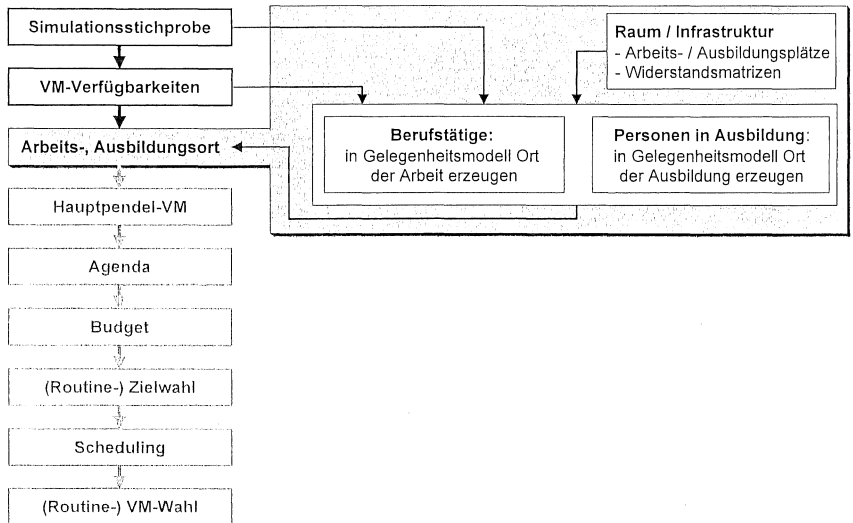 Simulationsstichprobe
VM-Verfügbarkeiten
Arbeits-, Ausbildungsort
Hauptpendel-VM
Agenda
Budget
(Routine-) Zielwahl
Scheduling
(Routine-) VM-Wahl
Raum / Infrastruktur
- Arbeits- / Ausbildungsplätze
- Widerstandsmatrizen
Berufstätige:
in Gelegenheitsmodell Ort
der Arbeit erzeugen
Personen in Ausbildung:
in Gelegenheitsmodell Ort
der Ausbildung erzeugen